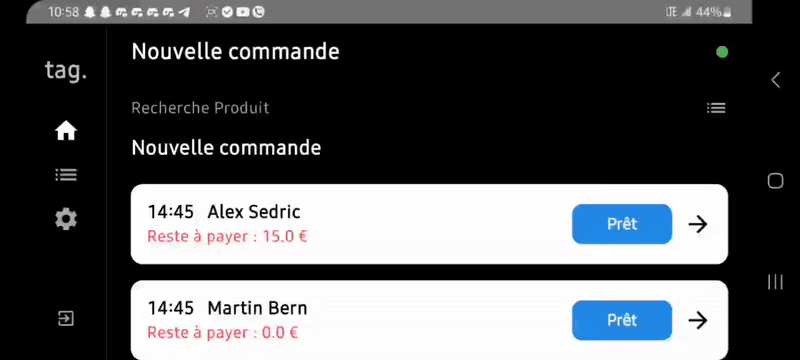 10:58
LTE 44%
Nouvelle commande
tag.
Recherche Produit
Nouvelle commande
14:45 Alex Sedric
Reste à payer : 15.0 €
Prêt
14:45 Martin Bern
Reste à payer : 0.0 €
Prêt